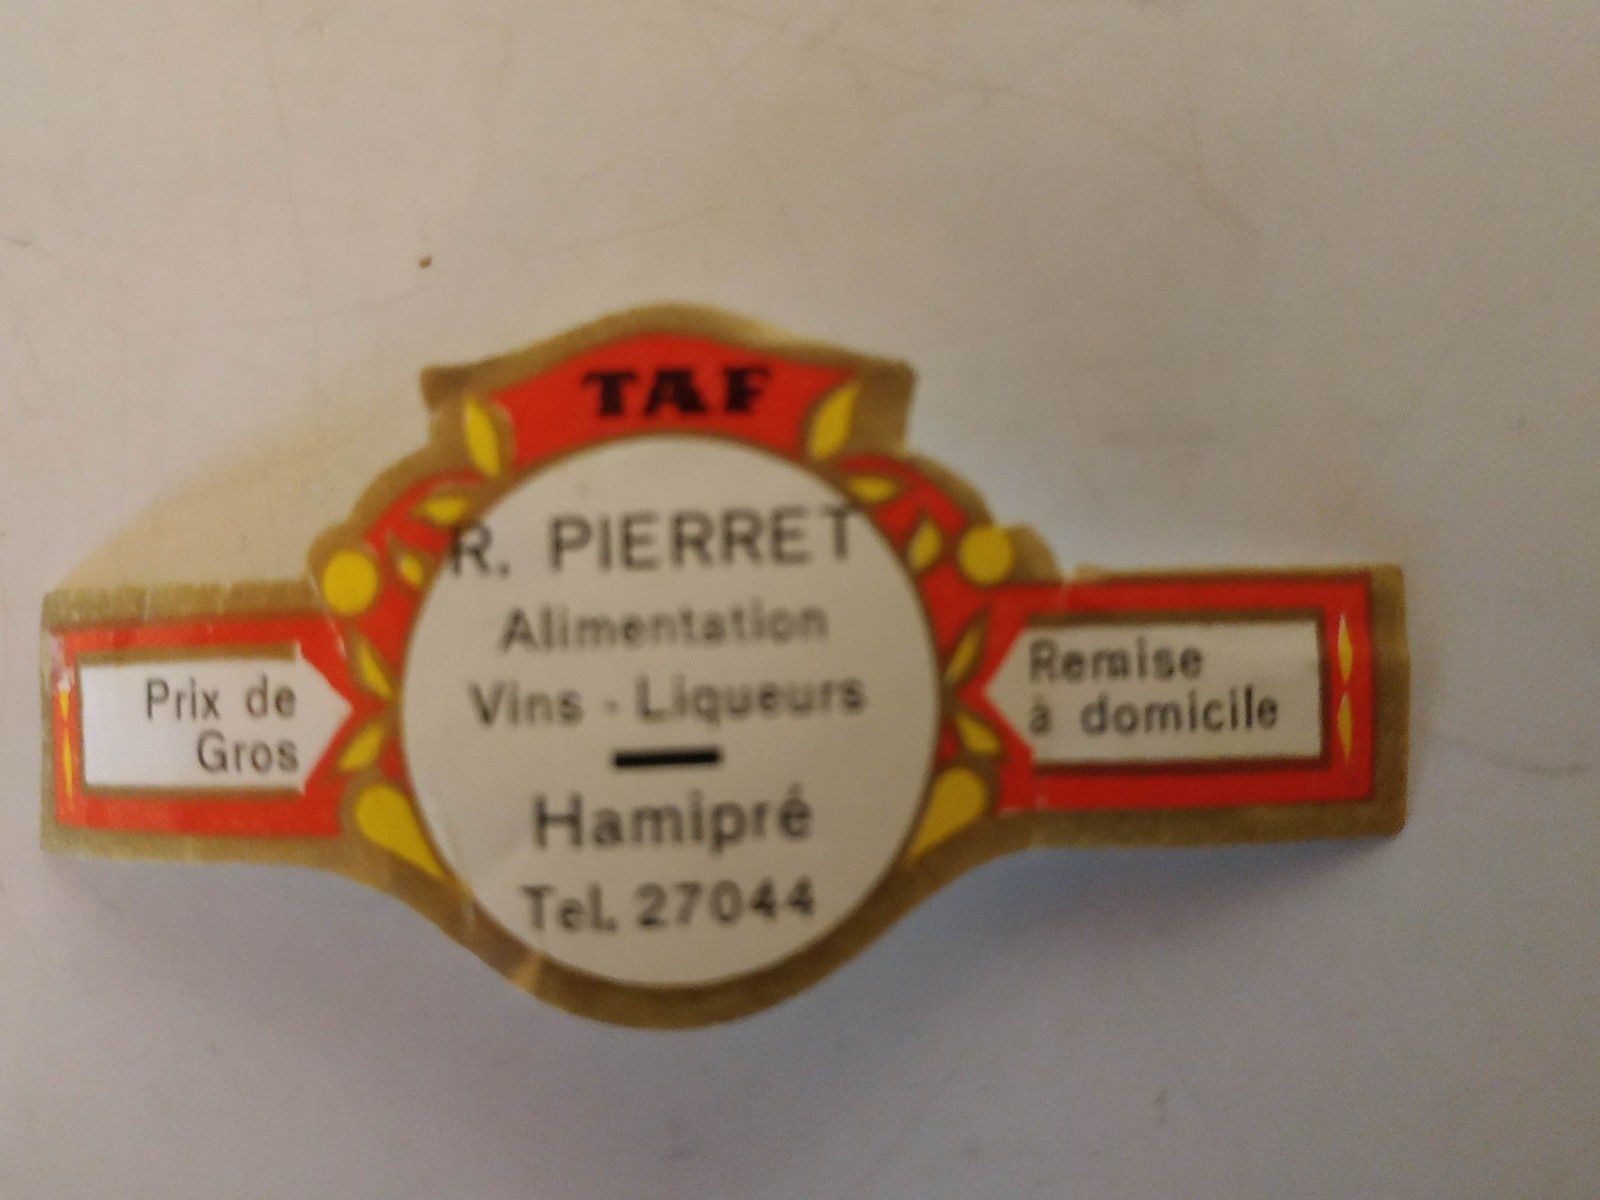 TAF
R. PIERRET
Alimentation
Vins - Liqueurs
Hamipré
Tel. 27044
Prix de
Gros
Remise
à domicile